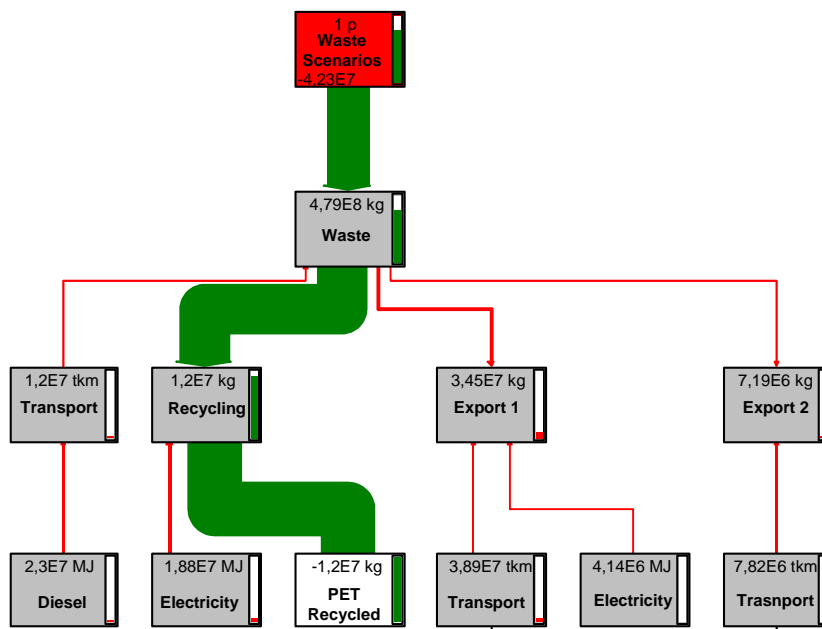 1 p
Waste
Scenarios
-4,23E7
4,79E8 kg
Waste
1,2E7 tkm
Transport
1,2E7 kg
Recycling
3,45E7 kg
Export 1
7,19E6 kg
Export 2
2,3E7 MJ
Diesel
1,88E7 MJ
Electricity
-1,2E7 kg
PET
Recycled
3,89E7 tkm
Transport
4,14E6 MJ
Electricity
7,82E6 tkm
Trasnport